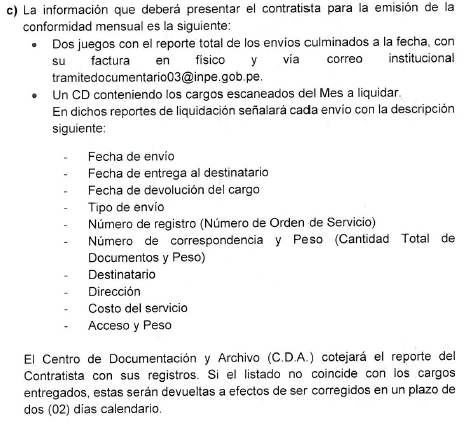 c) La información que deberá presentar el contratista para la emisión de la
conformidad mensual es la siguiente:
• Dos juegos con el reporte total de los envíos culminados a la fecha, con
su factura en físico y vía correo institucional
tramitedocumentario03@inpe.gob.pe.
• Un CD conteniendo los cargos escaneados del Mes a liquidar.
En dichos reportes de liquidación señalará cada envío con la descripción
siguiente:
- Fecha de envío
- Fecha de entrega al destinatario
- Fecha de devolución del cargo
- Tipo de envío
- Número de registro (Número de Orden de Servicio)
- Número de correspondencia y Peso (Cantidad Total de
Documentos y Peso)
- Destinatario
- Dirección
- Costo del servicio
- Acceso y Peso
El Centro de Documentación y Archivo (C.D.A.) cotejará el reporte del
Contratista con sus registros. Si el listado no coincide con los cargos
entregados, estas serán devueltas a efectos de ser corregidos en un plazo de
dos (02) días calendario.